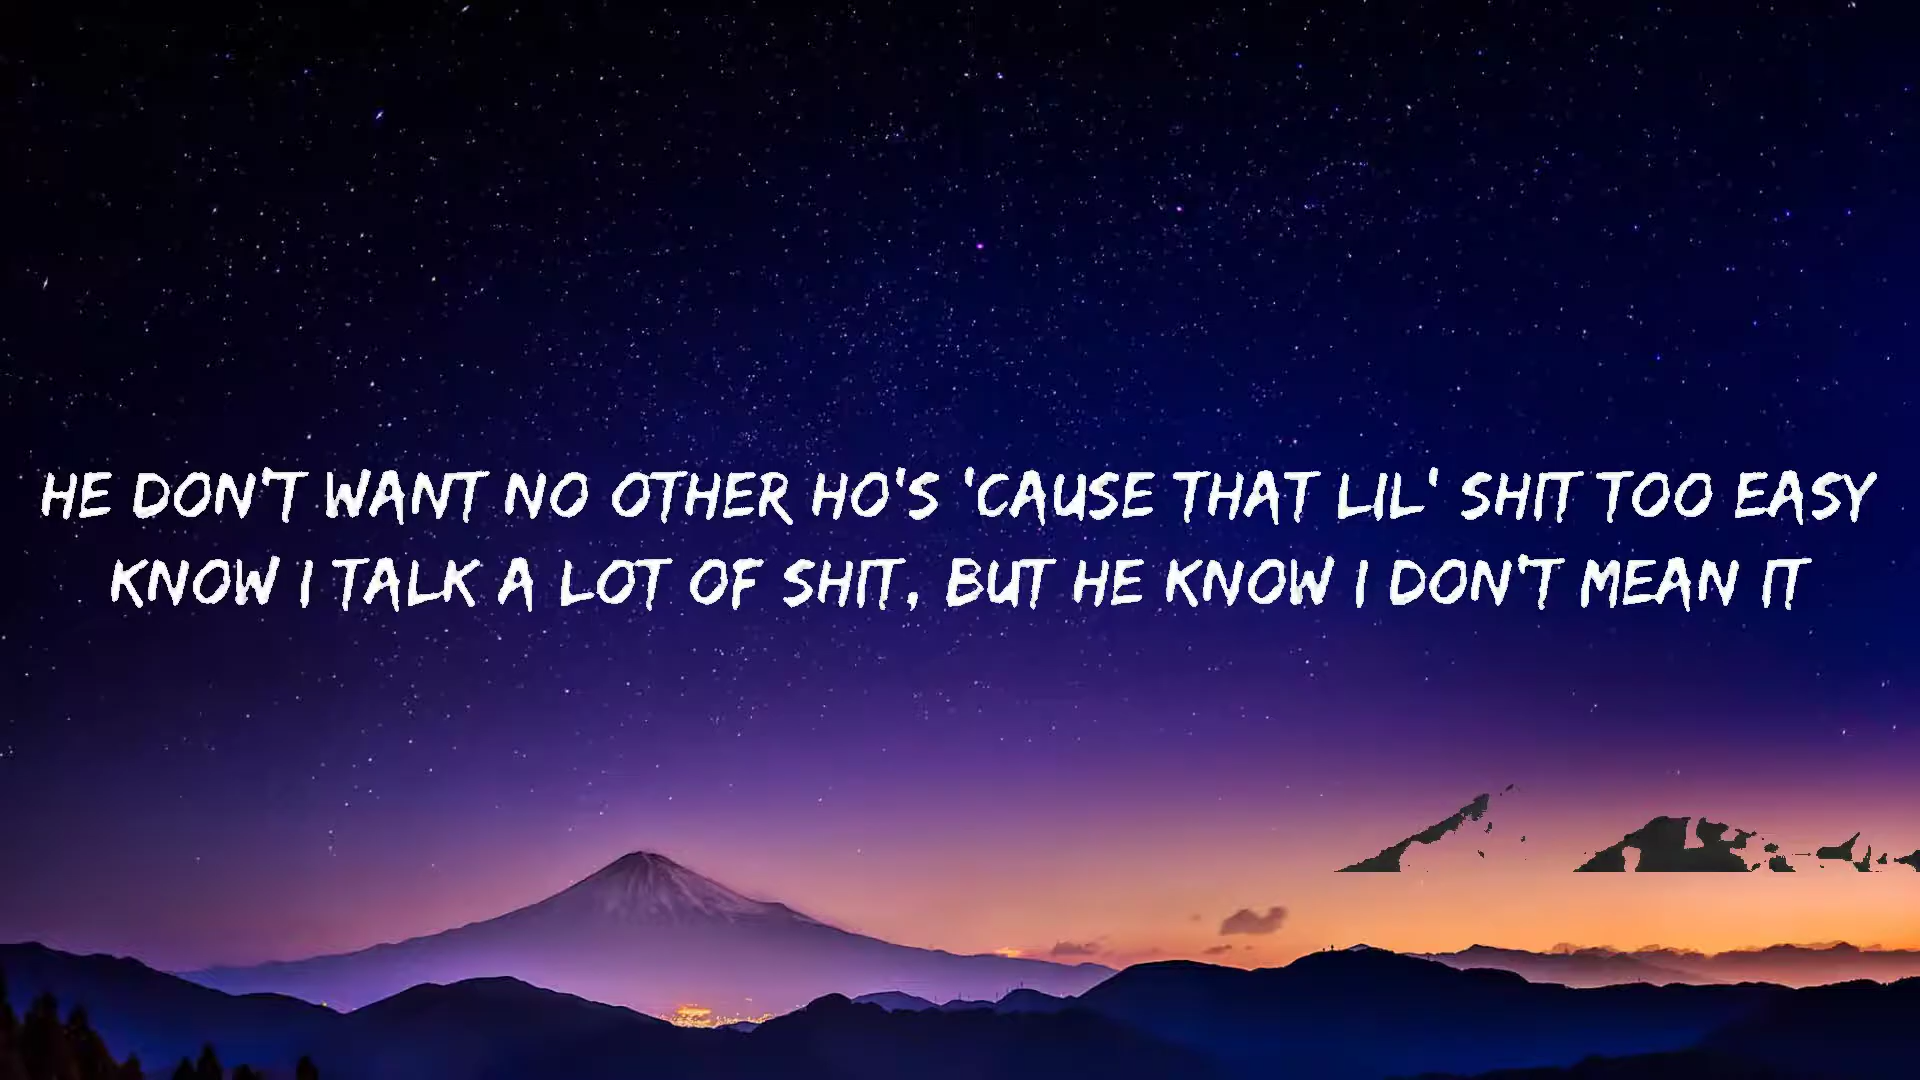 HE DON'T WANT NO OTHER HO'S 'CAUSE THAT LIL' SHIT TOO EASY
KNOW I TALK A LOT OF SHIT, BUT HE KNOW I DON'T MEAN IT